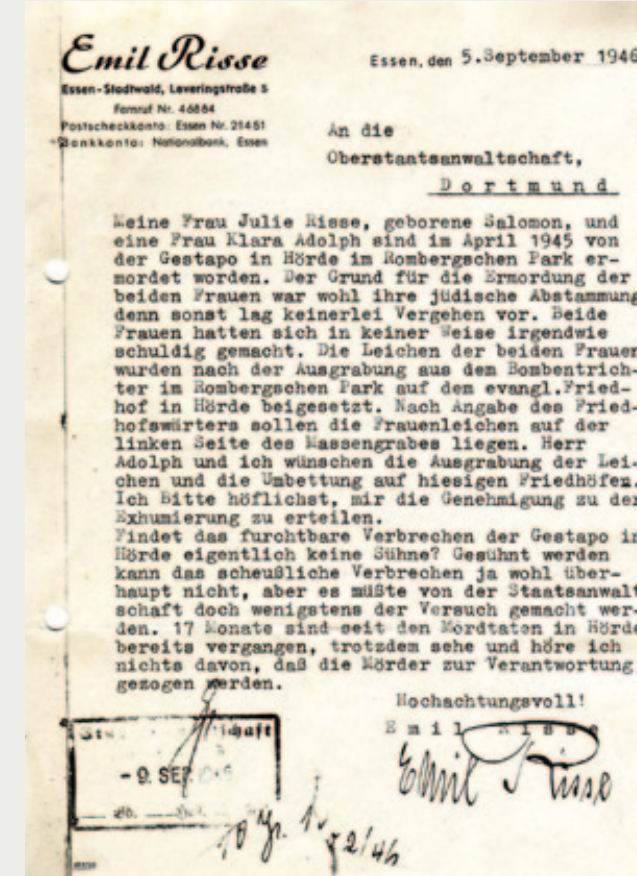 Emil Risse
Essen-Stadtwald, Leveringstraße 5
Fernruf Nr. 46884
Postscheckkonto: Essen Nr. 21451
Bankkonto: Nationalbank, Essen
Essen, den 5.September 1946
An die
Oberstaatsanwaltschaft,
Dortmund
Meine Frau Julie Risse, geborene Salomon, und
eine Frau Klara Adolph sind im April 1945 von
der Gestapo in Hörde im Rombergschen Park er-
mordet worden. Der Grund für die Ermordung der
beiden Frauen war wohl ihre jüdische Abstammung
denn sonst lag keinerlei Vergehen vor. Beide
Frauen hatten sich in keiner Weise irgendwie
schuldig gemacht. Die Leichen der beiden Frauen
wurden nach der Ausgrabung aus dem Bombentrich-
ter im Rombergschen Park auf dem evangl.Fried-
hof in Hörde beigesetzt. Nach Angabe des Fried-
hofswärters sollen die Frauenleichen auf der
linken Seite des Massengrabes liegen. Herr
Adolph und ich wünschen die Ausgrabung der Lei-
chen und die Umbettung auf hiesigen Friedhöfen.
Ich Bitte höflichst, mir die Genehmigung zu der
Exhumierung zu erteilen.
Findet das furchtbare Verbrechen der Gestapo in
Hörde eigentlich keine Sühne? Gesühnt werden
kann das scheußliche Verbrechen ja wohl über-
haupt nicht, aber es müßte von der Staatsanwalt
schaft doch wenigstens der Versuch gemacht wer-
den. 17 Monate sind seit den Mordtaten in Hörde
bereits vergangen, trotzdem sehe und höre ich
nichts davon, daß die Mörder zur Verantwortung
gezogen werden.
Hochachtungsvoll!
Emil Risse
Emil Risse
- 9. SEP.
2/46